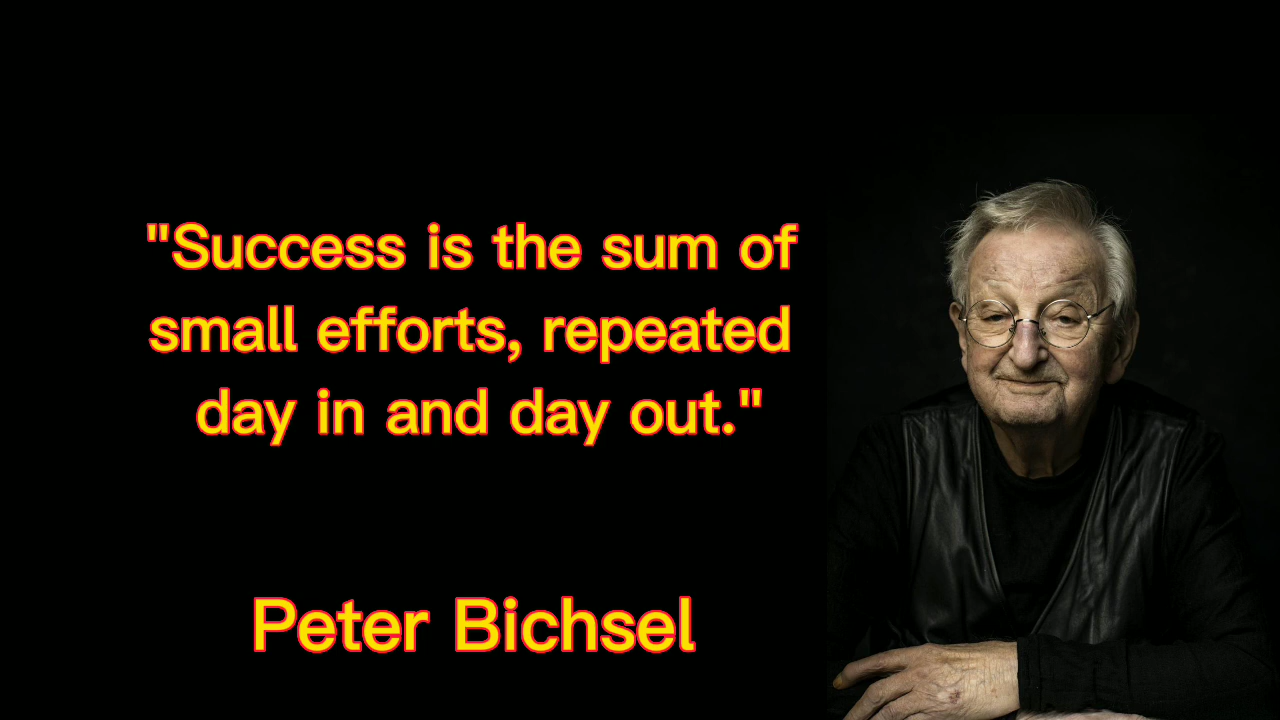 "Success is the sum of
small efforts, repeated
day in and day out."
Peter Bichsel